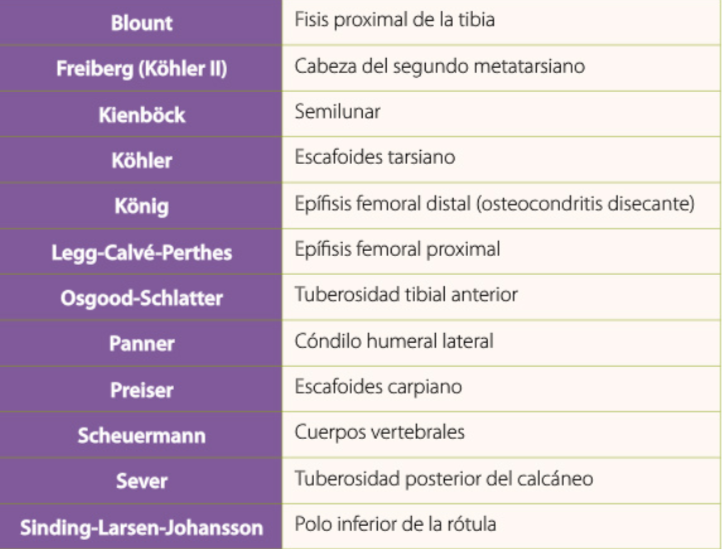 Blount Fisis proximal de la tibia
Freiberg (Köhler II) Cabeza del segundo metatarsiano
Kienböck Semilunar
Köhler Escafoides tarsiano
König Epífisis femoral distal (osteocondritis disecante)
Legg-Calvé-Perthes Epífisis femoral proximal
Osgood-Schlatter Tuberosidad tibial anterior
Panner Cóndilo humeral lateral
Preiser Escafoides carpiano
Scheuermann Cuerpos vertebrales
Sever Tuberosidad posterior del calcáneo
Sinding-Larsen-Johansson Polo inferior de la rótula